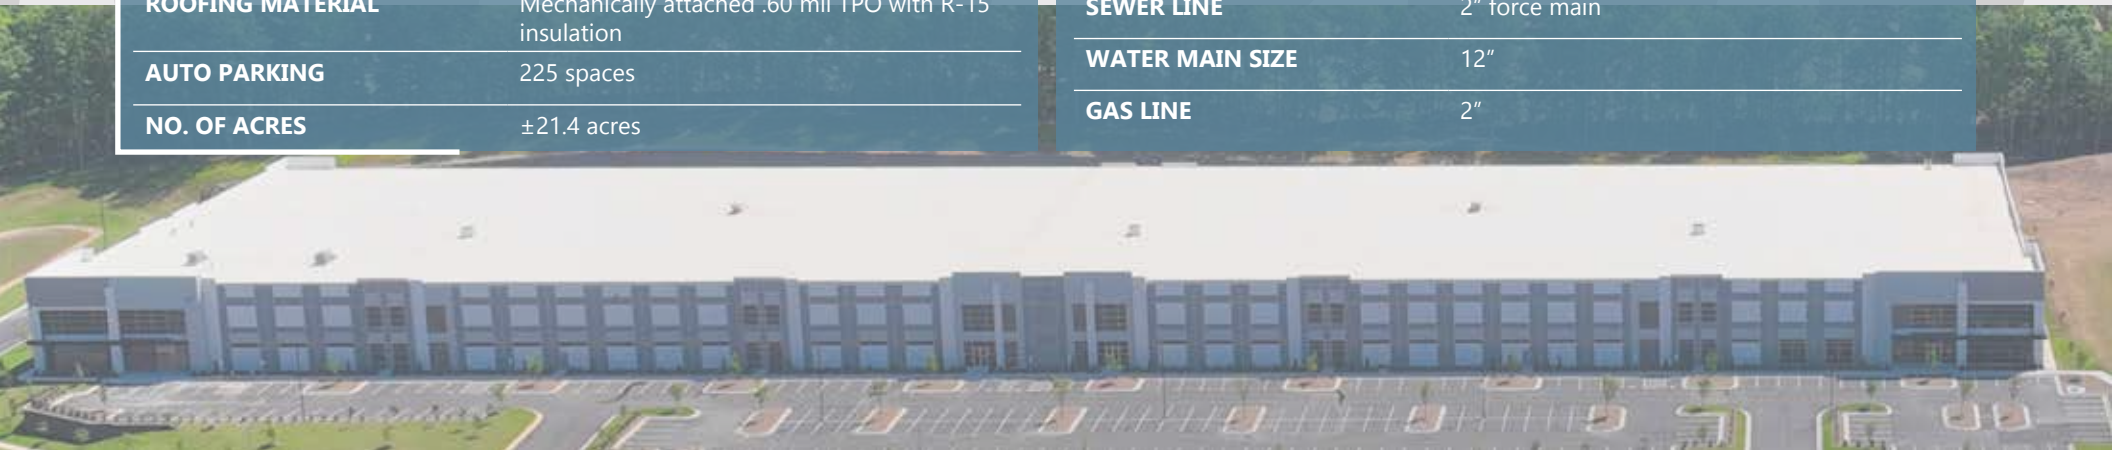 ROOFING MATERIAL Mechanically attached .60 mil TPO with R-15
insulation
AUTO PARKING 225 spaces
NO. OF ACRES ±21.4 acres
SEWER LINE 2″ force main
WATER MAIN SIZE 12″
GAS LINE 2″